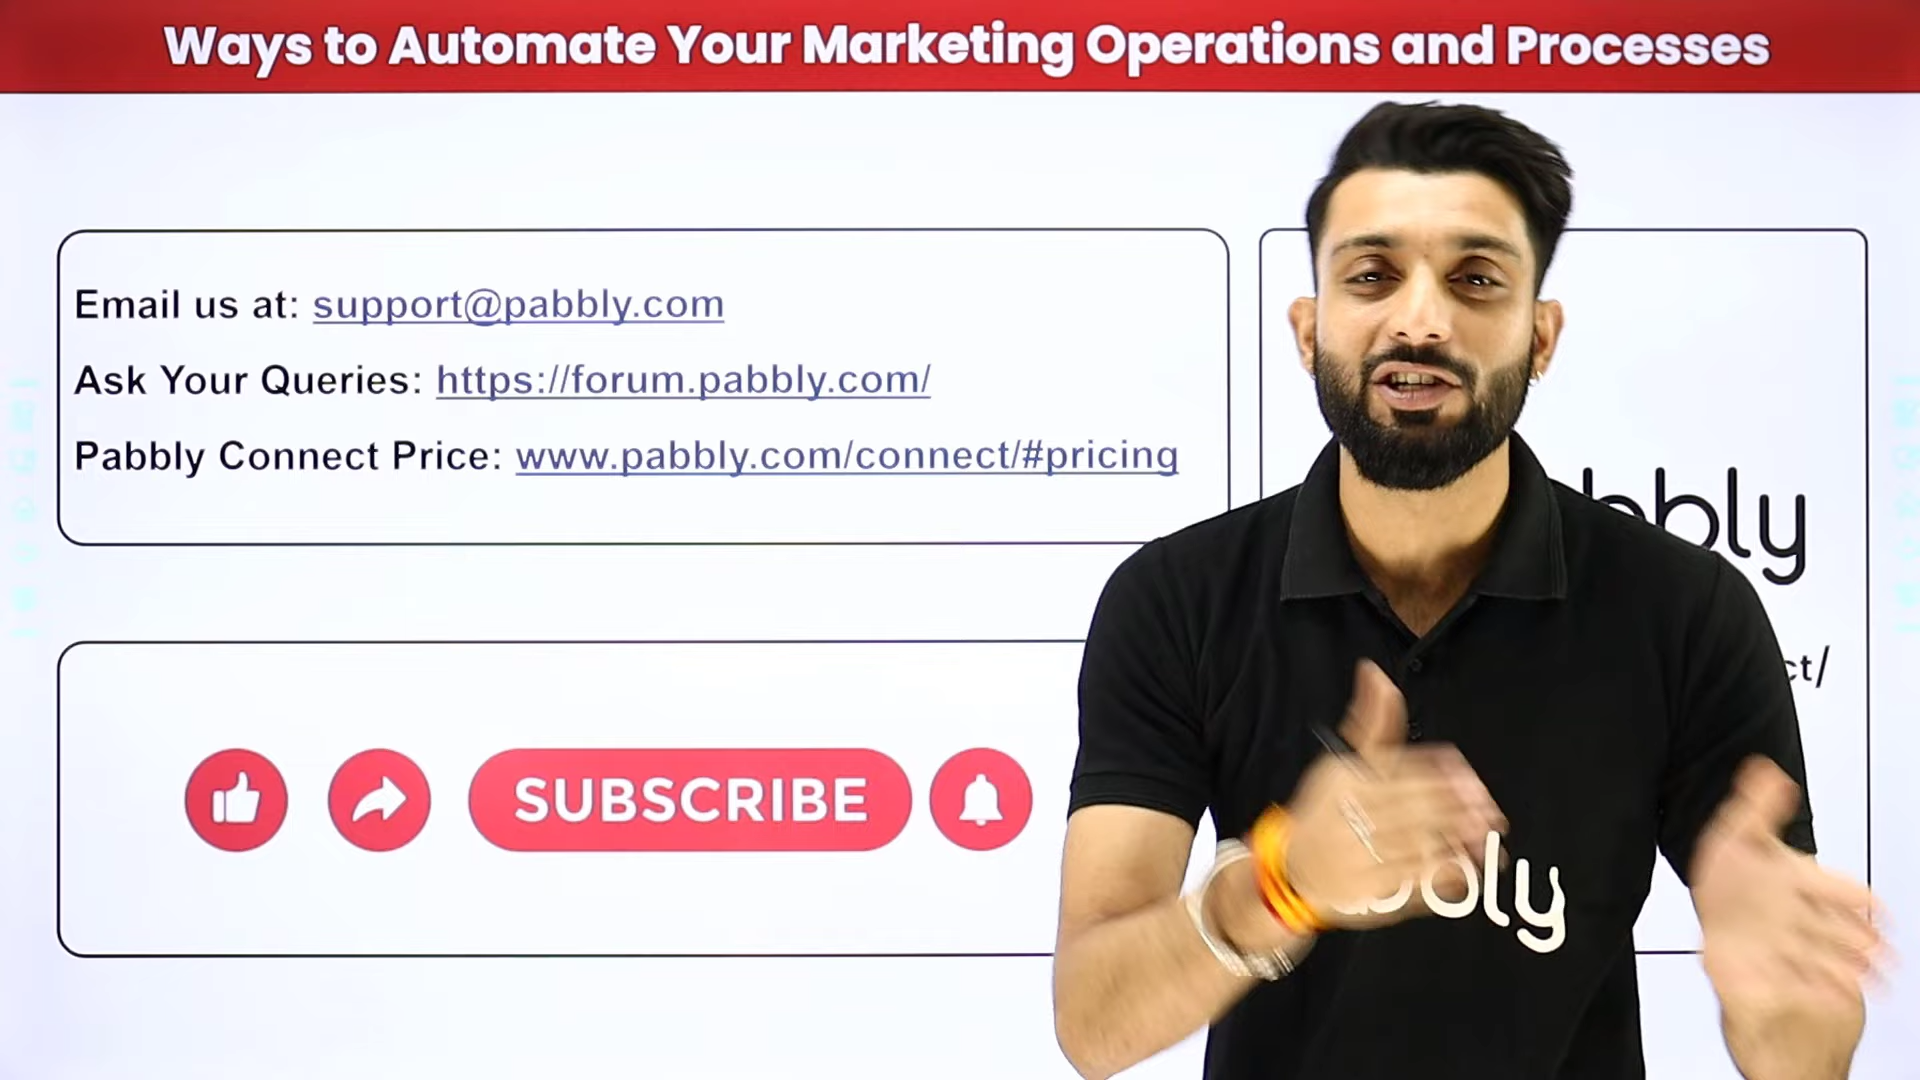 Ways to Automate Your Marketing Operations and Processes
Email us at: support@pabbly.com
Ask Your Queries: https://forum.pabbly.com/
Pabbly Connect Price: www.pabbly.com/connect/#pricing
SUBSCRIBE